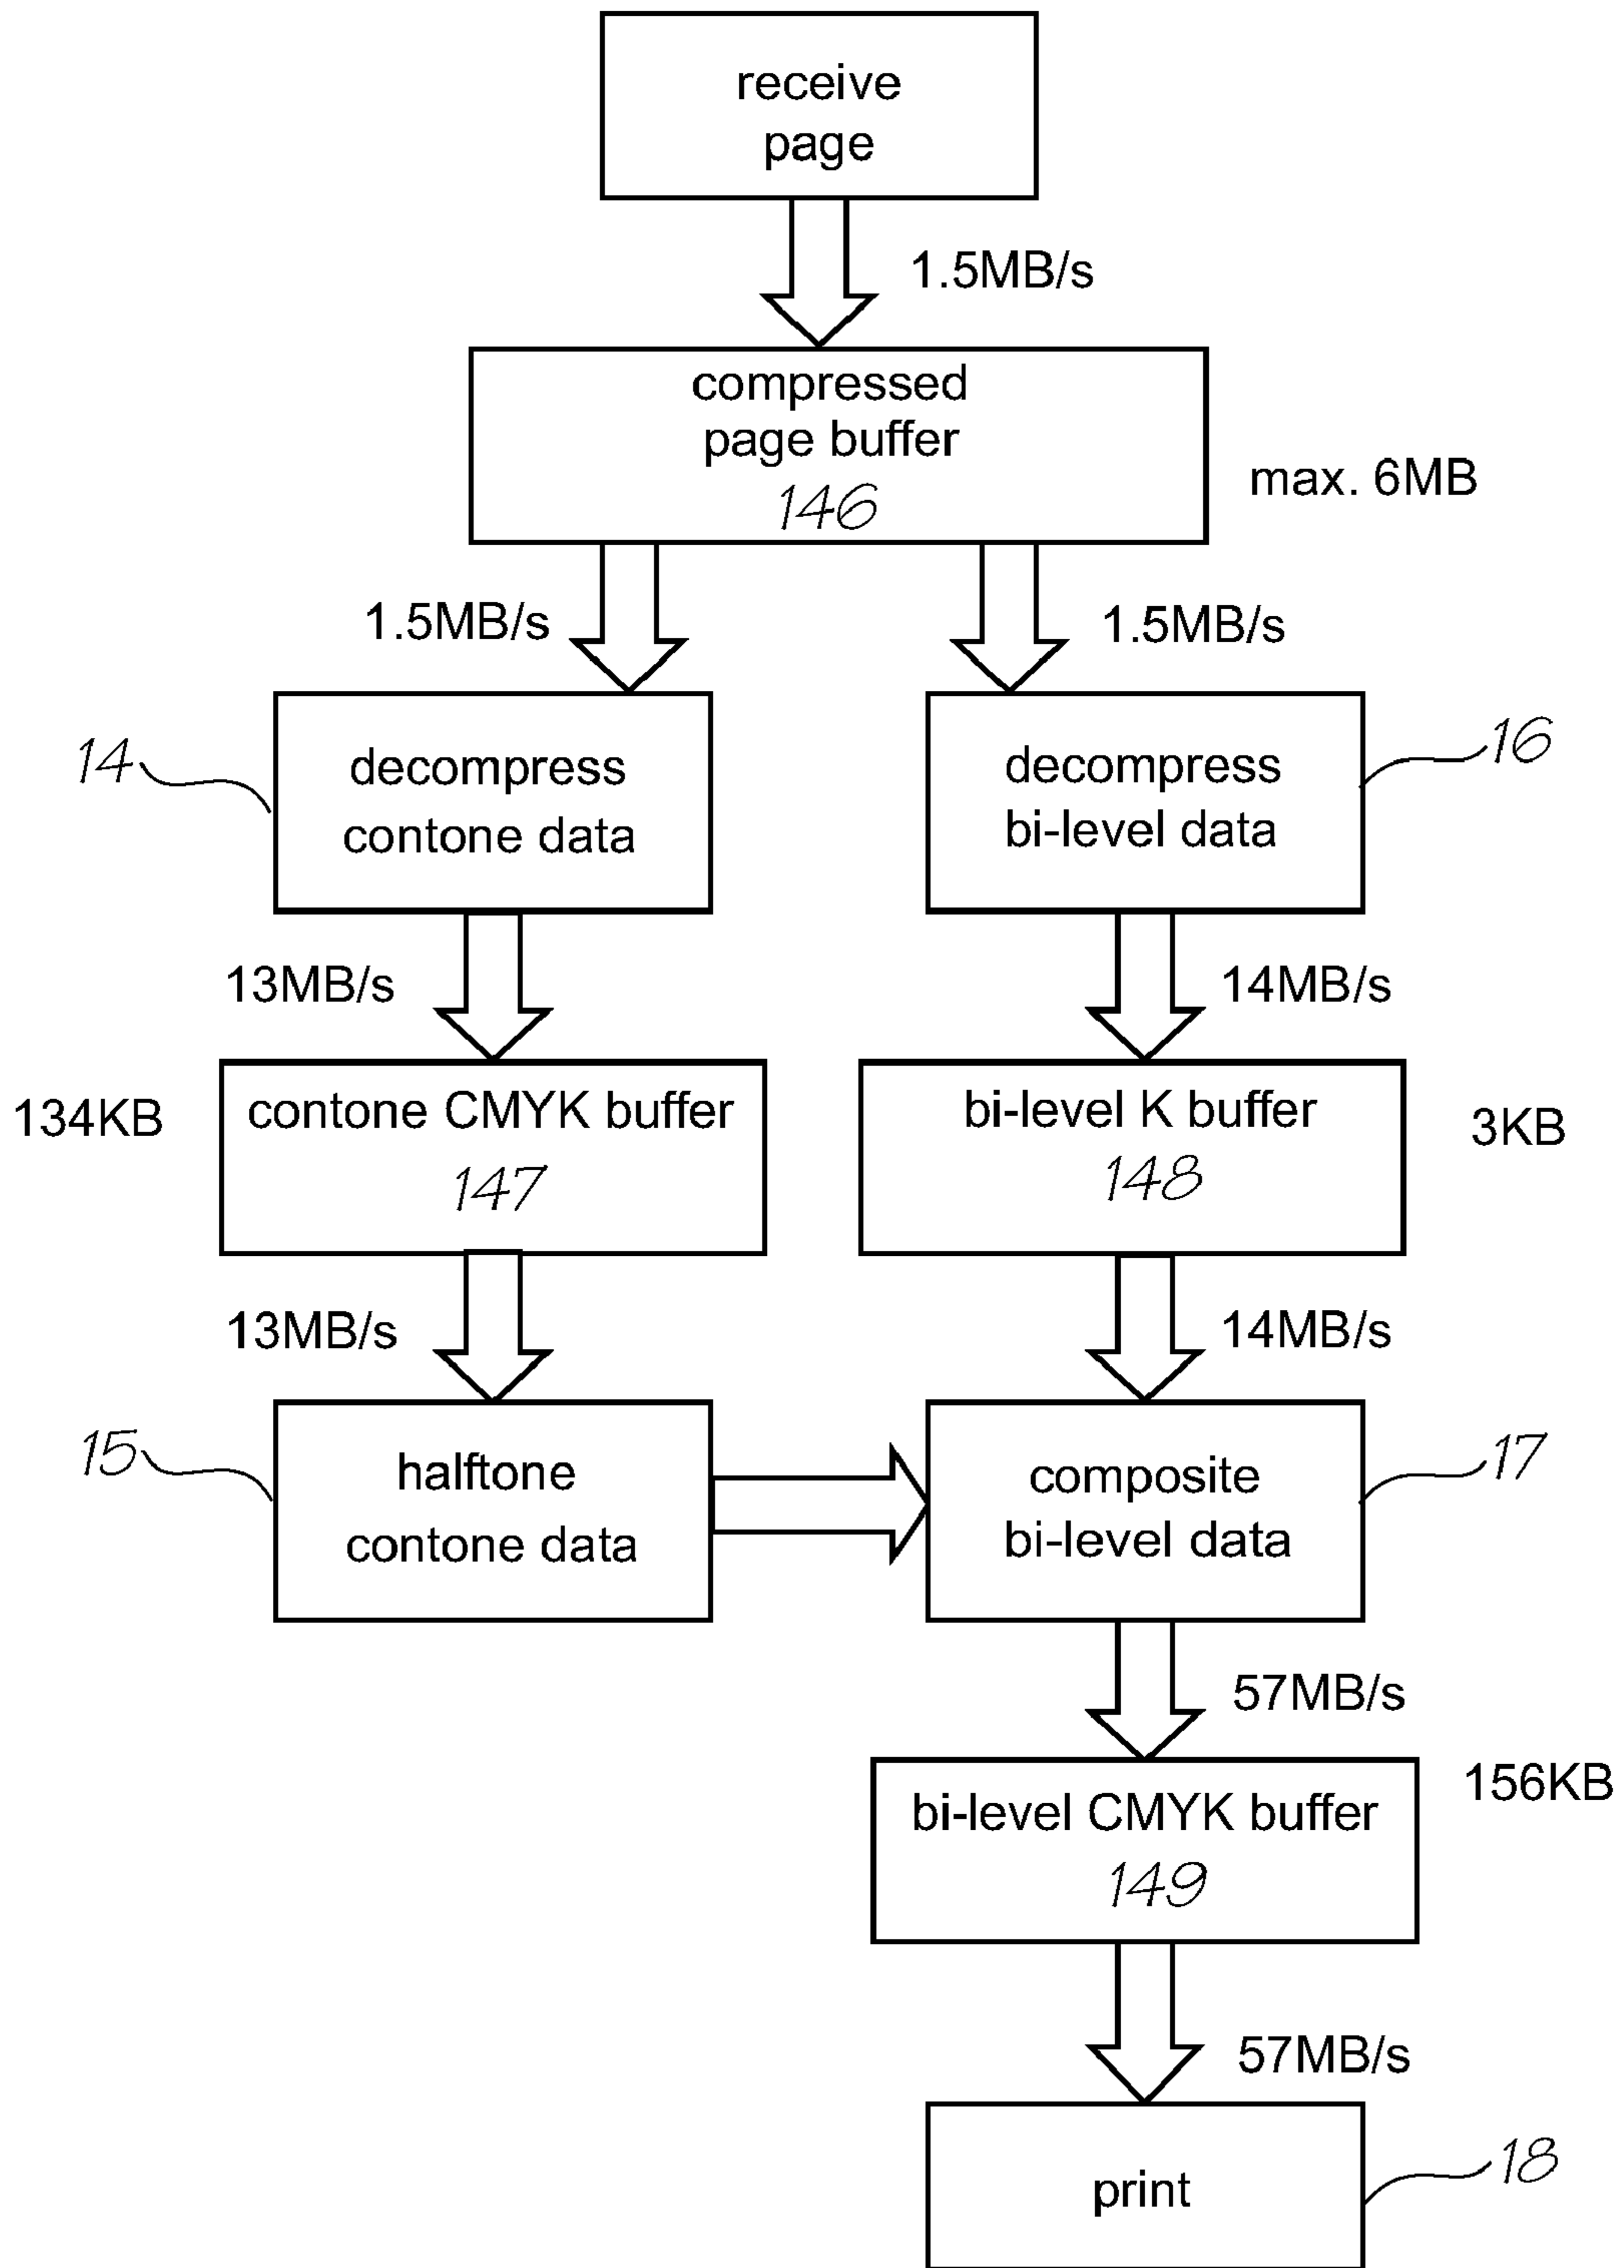 receive
page
1.5MB/s
compressed
page buffer
146
max. 6MB
1.5MB/s
1.5MB/s
14
decompress
contone data
decompress
bi-level data
16
13MB/s
14MB/s
134KB
contone CMYK buffer
147
bi-level K buffer
148
3KB
13MB/s
14MB/s
15
halftone
contone data
composite
bi-level data
17
57MB/s
156KB
bi-level CMYK buffer
149
57MB/s
print
18